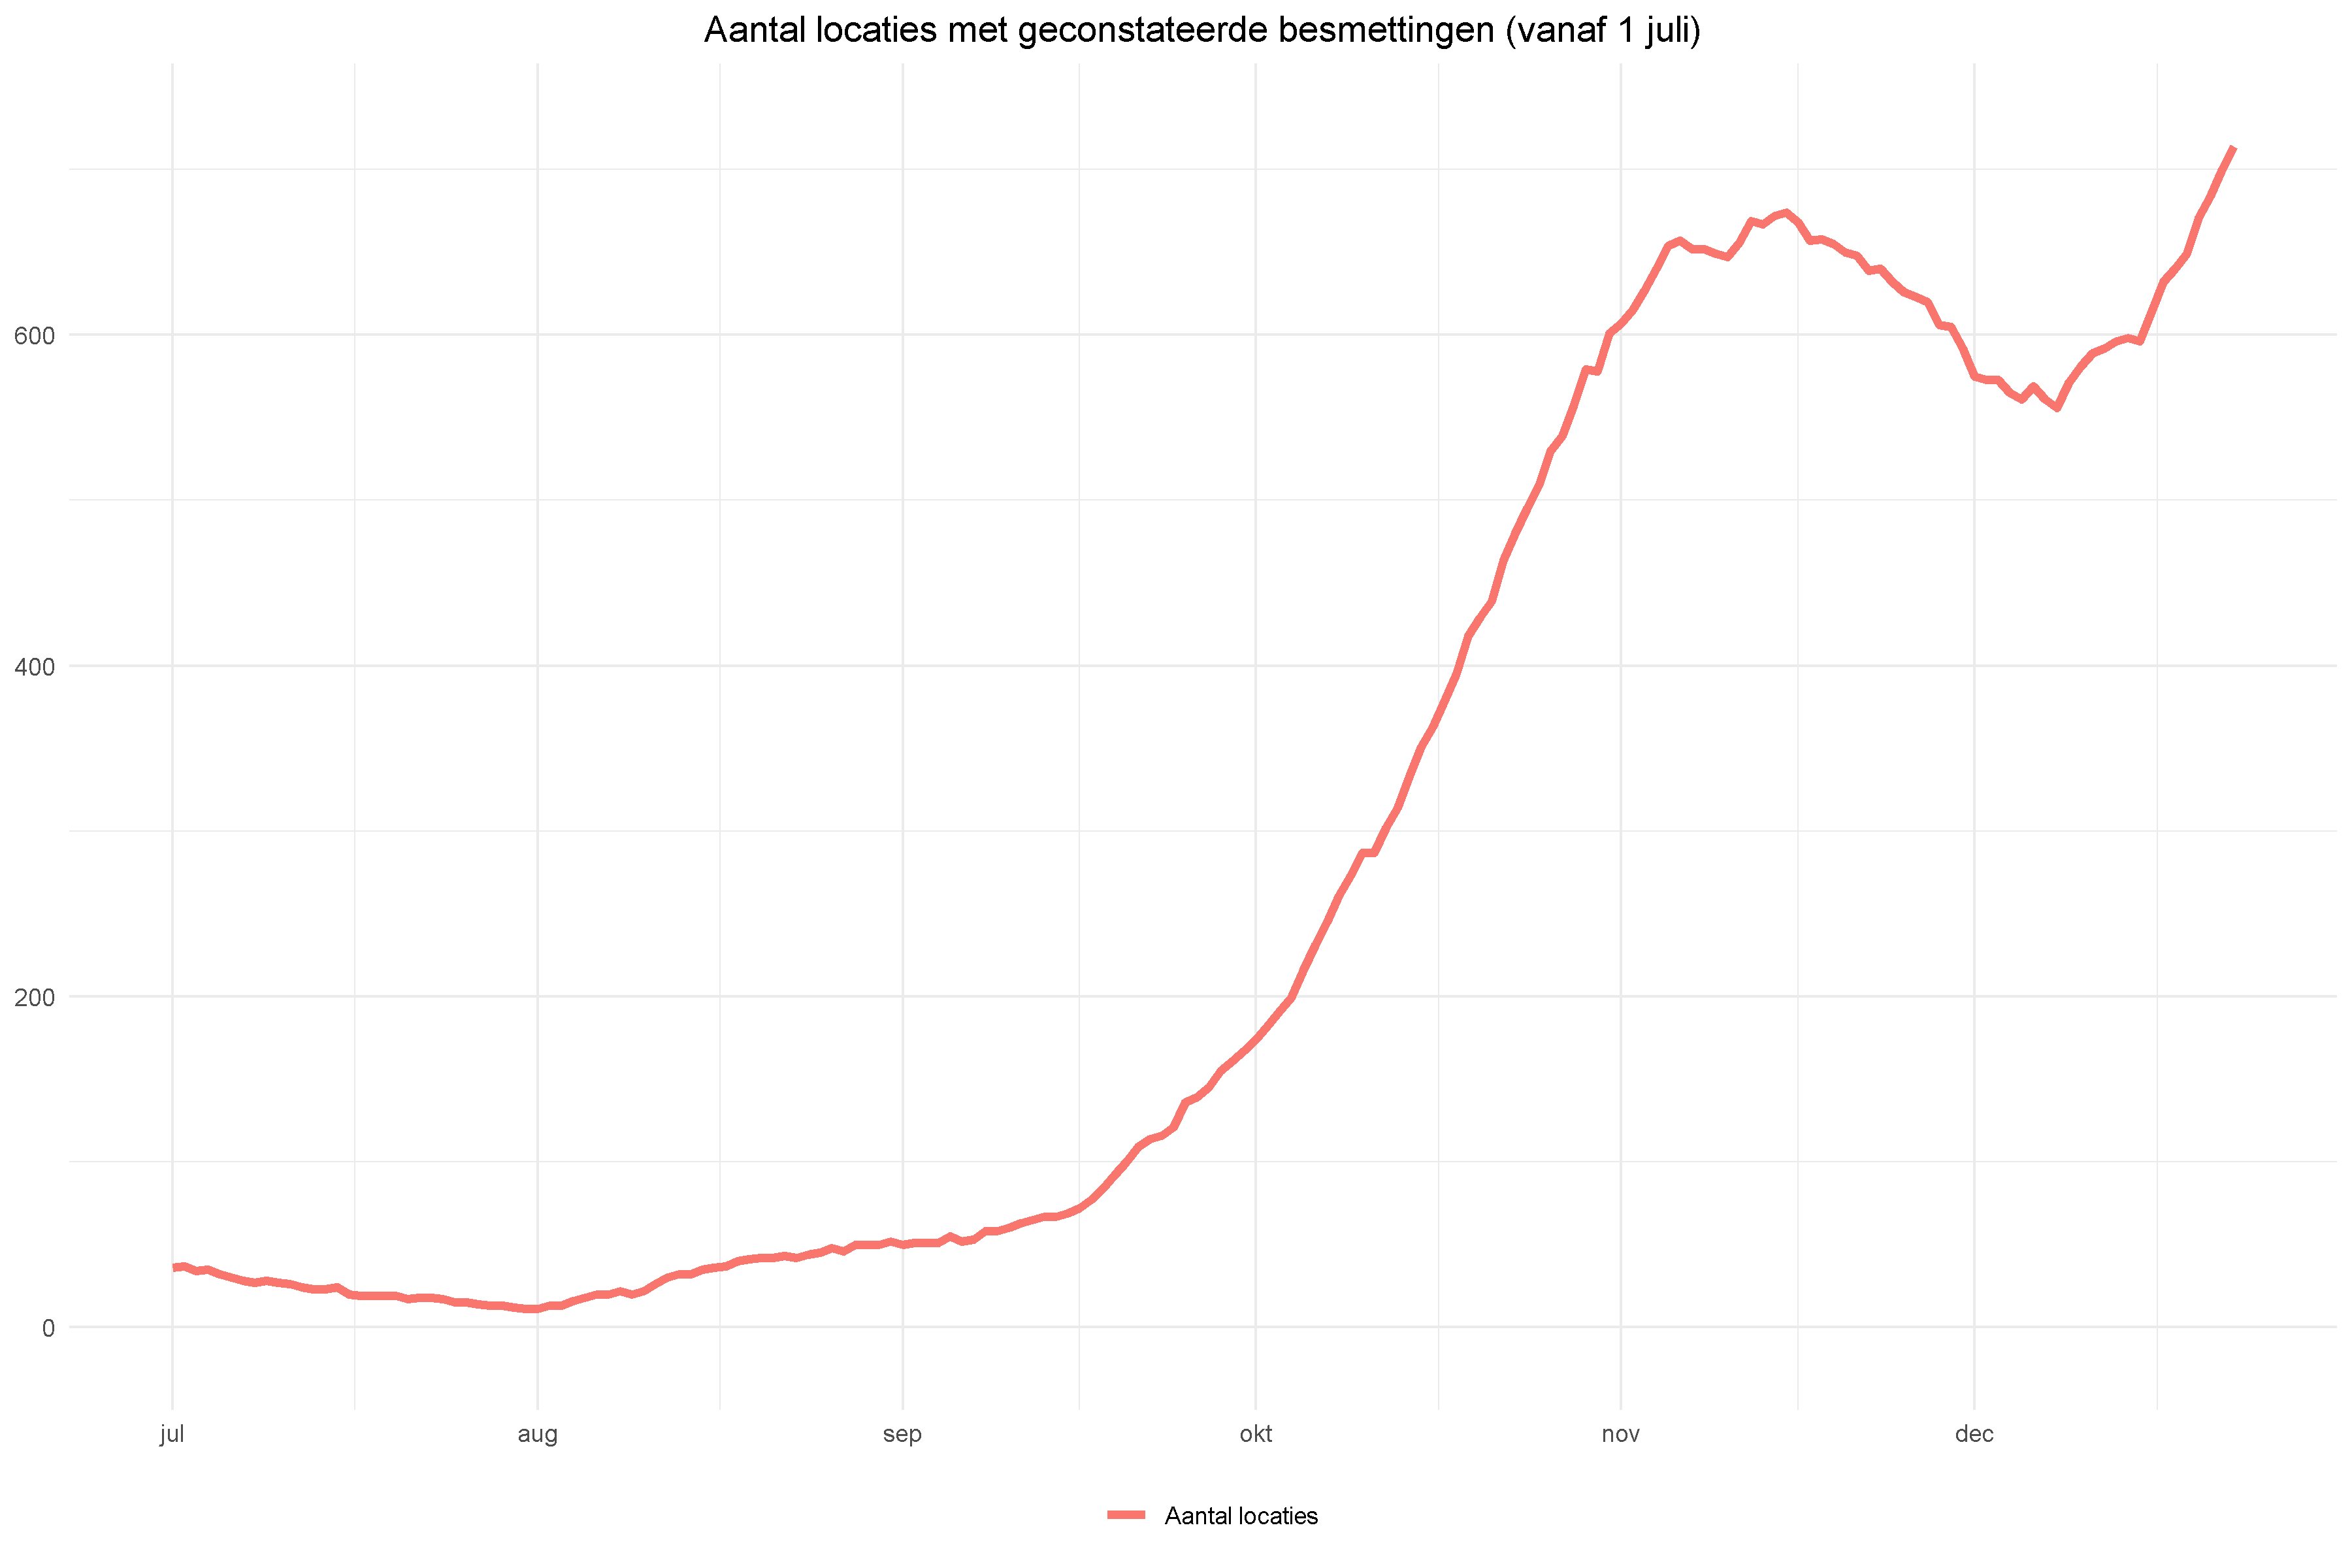 Aantal locaties met geconstateerde besmettingen (vanaf 1 juli)
600
400
200
0
jul aug sep okt nov dec
Aantal locaties